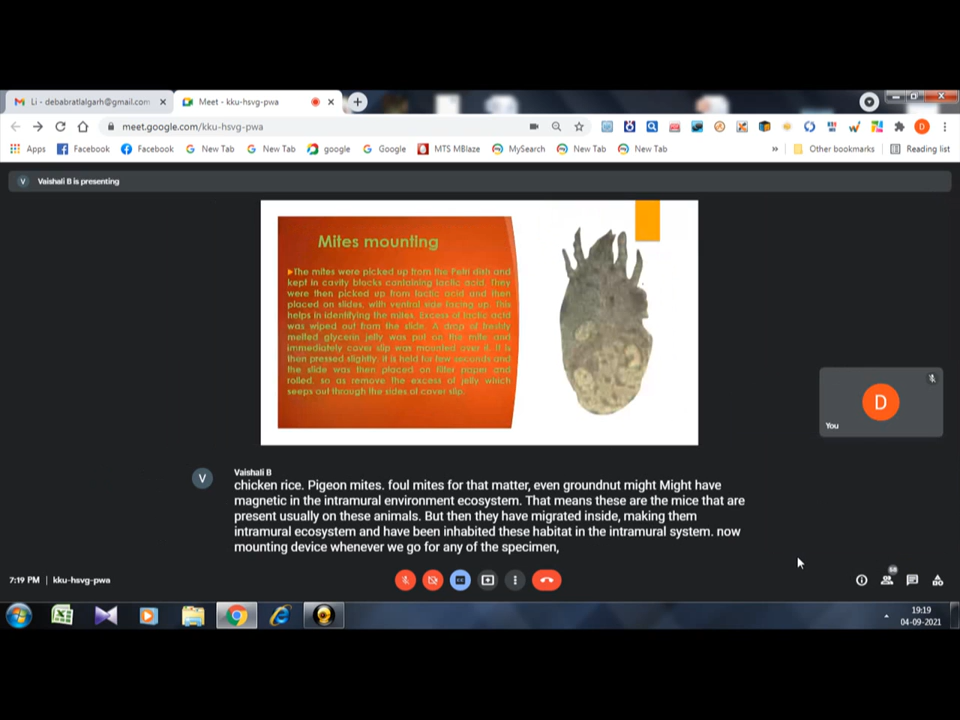 Li - debabratlalgarh@gmail.com
Meet - kku-hsvg-pwa
meet.google.com/kku-hsvg-pwa
D
Apps Facebook Facebook New Tab New Tab google Google MTS MBlaze MySearch New Tab New Tab » Other bookmarks Reading list
V Vaishali B is presenting
Mites mounting
The mites were picked up from the Petri dish and
kept in cavity blocks containing lactic acid. They
were then picked up from lactic acid and then
placed on slides, with ventral side facing up. This
helps in identifying the mites. Excess of lactic acid
was wiped out from the slide. A drop of freshly
melted glycerin jelly was put on the mite and
immediately cover slip was mounted over it. It is
then pressed slightly. It is held for few seconds and
the slide was then placed on filter paper and
rolled, so as remove the excess of jelly which
seeps out through the sides of cover slip.
D
You
V
Vaishali B
chicken rice. Pigeon mites. foul mites for that matter, even groundnut might Might have
magnetic in the intramural environment ecosystem. That means these are the mice that are
present usually on these animals. But then they have migrated inside, making them
intramural ecosystem and have been inhabited these habitat in the intramural system. now
mounting device whenever we go for any of the specimen,
7:19 PM | kku-hsvg-pwa
19:19
04-09-2021